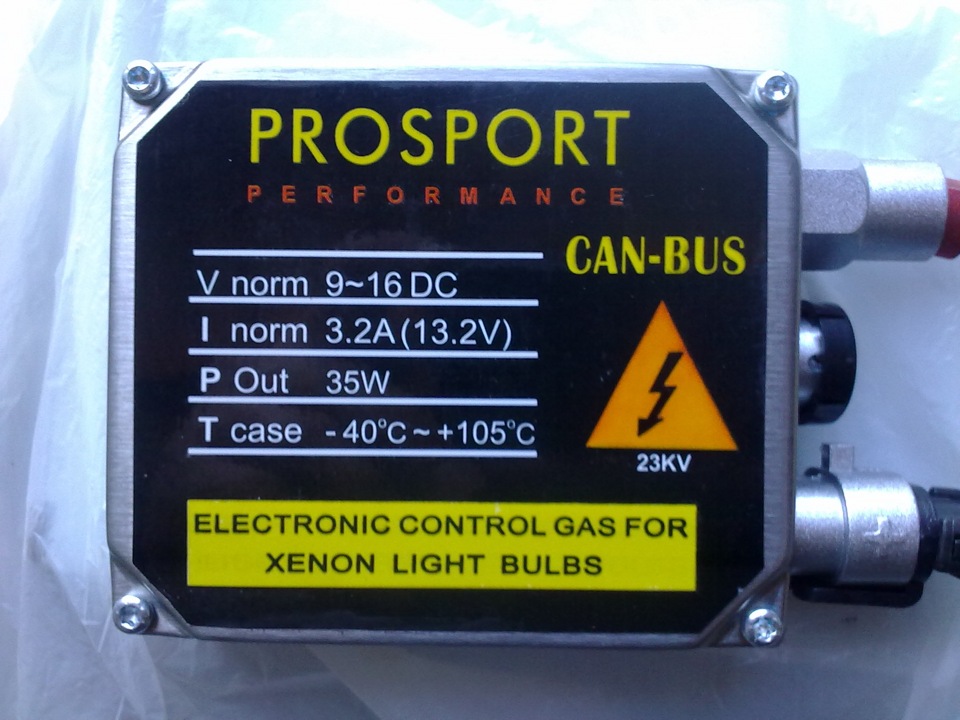 PROSPORT
PERFORMANCE
CAN-BUS
V norm 9~16 DC
I norm 3.2A (13.2V)
P Out 35W
T case -40°C ~ +105°C
23KV
ELECTRONIC CONTROL GAS FOR
XENON LIGHT BULBS